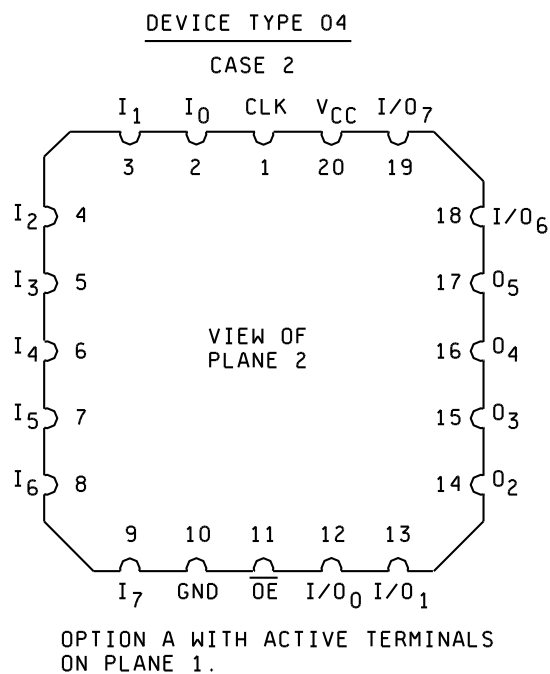 DEVICE TYPE 04
CASE 2
I1 I0 CLK VCC I/O7
3 2 1 20 19
I2 4 18 I/O6
I3 5 17 O5
VIEW OF
I4 6 16 O4
PLANE 2
I5 7 15 O3
I6 8 14 O2
9 10 11 12 13
I7 GND O̅E̅ I/O0 I/O1
OPTION A WITH ACTIVE TERMINALS
ON PLANE 1.